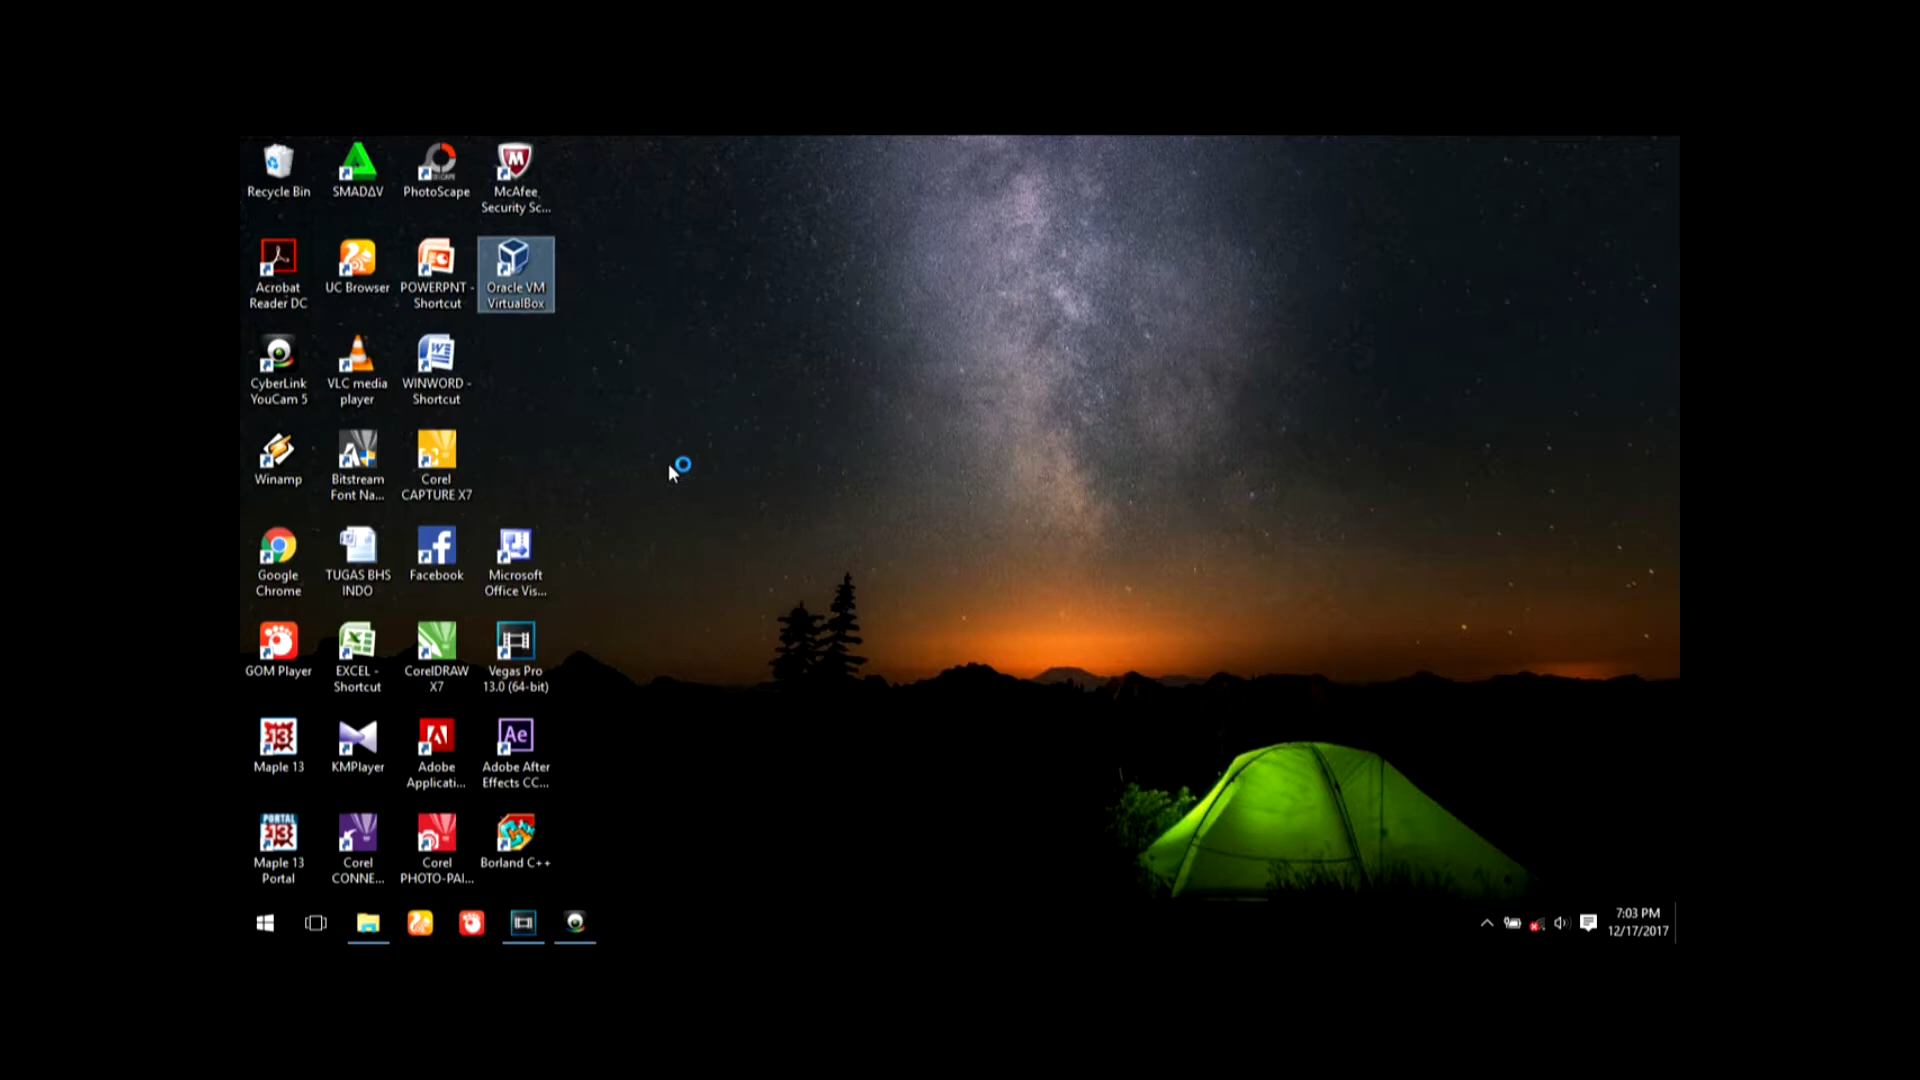 Recycle Bin
SMADΔV
PhotoScape
McAfee
Security Sc...
Acrobat
Reader DC
UC Browser
POWERPNT -
Shortcut
Oracle VM
VirtualBox
CyberLink
YouCam 5
VLC media
player
WINWORD -
Shortcut
Winamp
Bitstream
Font Na...
Corel
CAPTURE X7
Google
Chrome
TUGAS BHS
INDO
Facebook
Microsoft
Office Vis...
GOM Player
EXCEL -
Shortcut
CorelDRAW
X7
Vegas Pro
13.0 (64-bit)
Maple 13
KMPlayer
Adobe
Applicati...
Adobe After
Effects CC...
Maple 13
Portal
Corel
CONNE...
Corel
PHOTO-PAI...
Borland C++
7:03 PM
12/17/2017